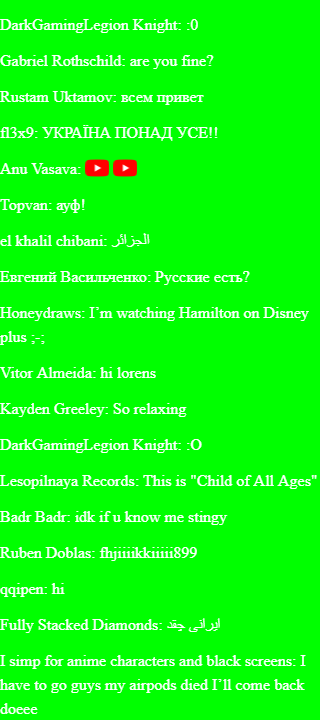 DarkGamingLegion Knight: :0
Gabriel Rothschild: are you fine?
Rustam Uktamov: всем привет
fl3x9: УКРАЇНА ПОНАД УСЕ!!
Anu Vasava:
Topvan: ауф!
el khalil chibani: الجزائر
Евгений Васильченко: Русские есть?
Honeydraws: I’m watching Hamilton on Disney
plus ;-;
Vitor Almeida: hi lorens
Kayden Greeley: So relaxing
DarkGamingLegion Knight: :O
Lesopilnaya Records: This is "Child of All Ages"
Badr Badr: idk if u know me stingy
Ruben Doblas: fhjiiiikkiiiii899
qqipen: hi
Fully Stacked Diamonds: ایرانی چقد
I simp for anime characters and black screens: I
have to go guys my airpods died I’ll come back
doeee